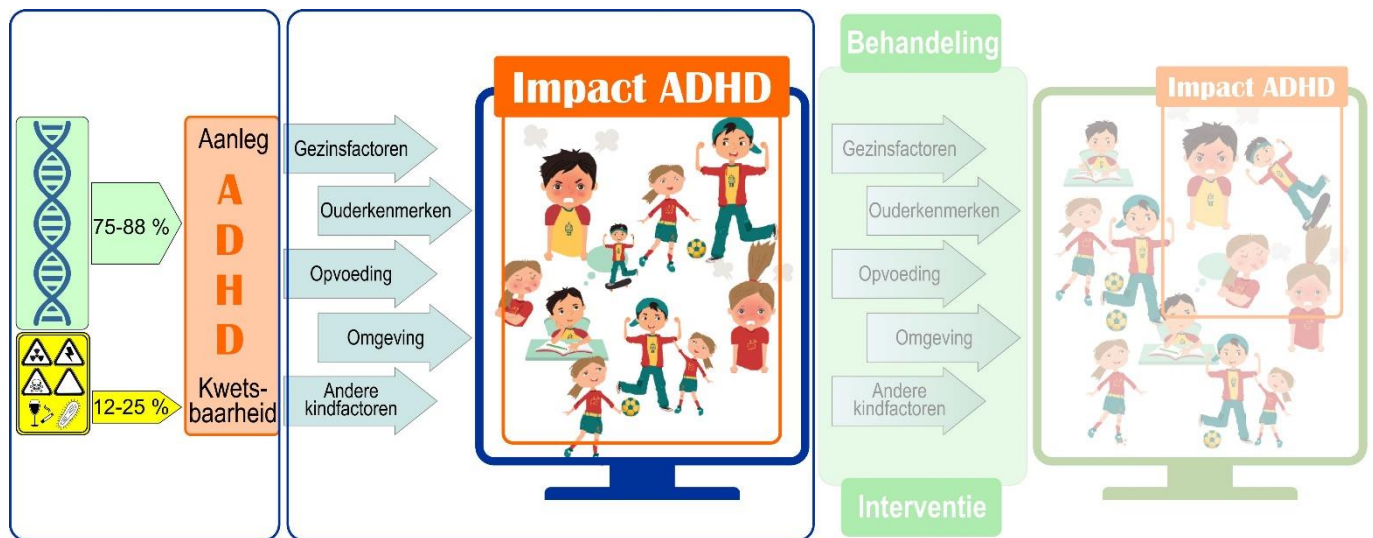 75-88 %
12-25 %
Aanleg
A
D
H
D
Kwets-
baarheid
Gezinsfactoren
Ouderkenmerken
Opvoeding
Omgeving
Andere
kindfactoren
Impact ADHD
Behandeling
Gezinsfactoren
Ouderkenmerken
Opvoeding
Omgeving
Andere
kindfactoren
Interventie
Impact ADHD